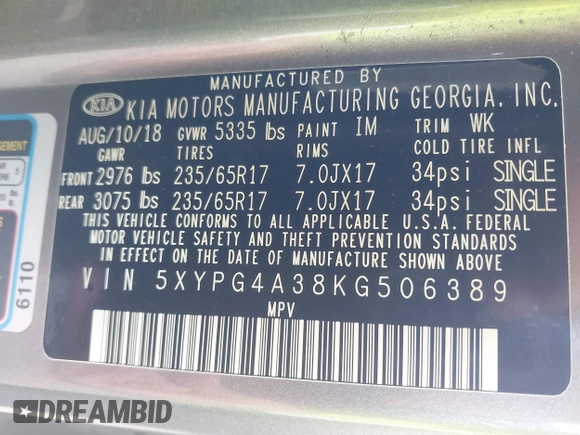 MANUFACTURED BY
KIA KIA MOTORS MANUFACTURING GEORGIA, INC.
AUG/10/18 GVWR 5335 lbs PAINT IM TRIM WK
GAWR TIRES RIMS COLD TIRE INFL
FRONT 2976 lbs 235/65R17 7.0JX17 34psi SINGLE
REAR 3075 lbs 235/65R17 7.0JX17 34psi SINGLE
THIS VEHICLE CONFORMS TO ALL APPLICABLE U.S.A. FEDERAL
MOTOR VEHICLE SAFETY AND THEFT PREVENTION STANDARDS
IN EFFECT ON THE DATE OF MANUFACTURE SHOWN ABOVE.
VIN 5XYPG4A38KG506389
MPV
6110
DREAMBID